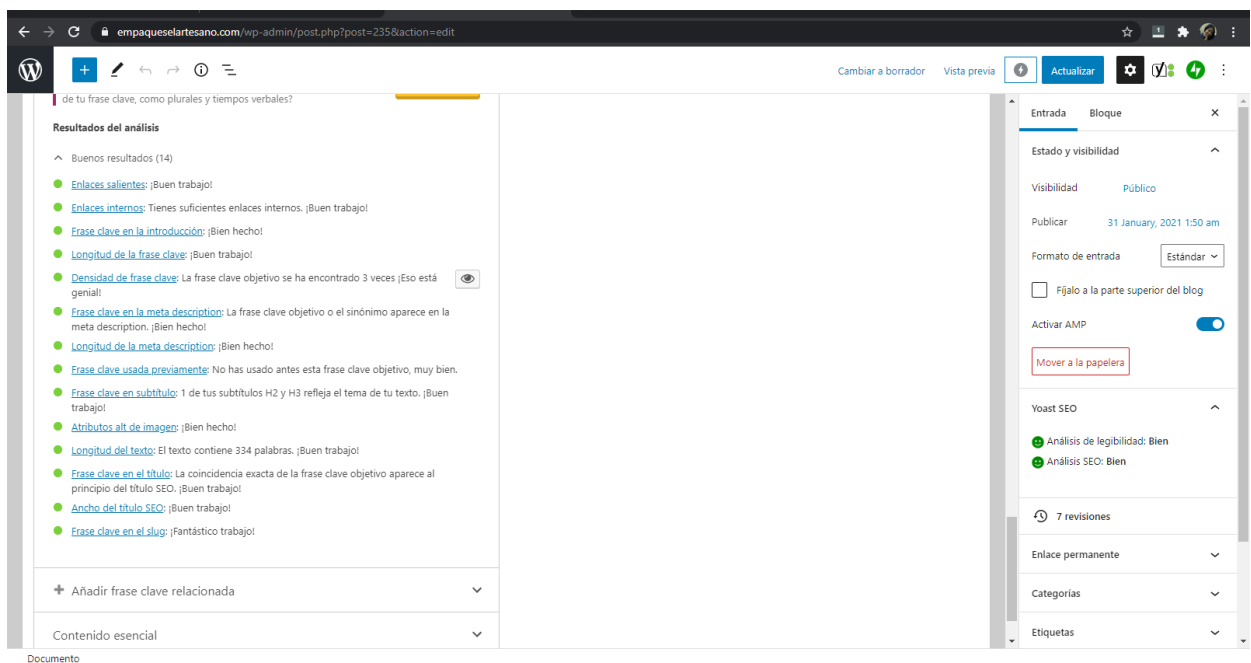 empaqueselartesano.com/wp-admin/post.php?post=235&action=edit
Cambiar a borrador
Vista previa
Actualizar
de tu frase clave, como plurales y tiempos verbales?
Resultados del análisis
Buenos resultados (14)
Enlaces salientes: ¡Buen trabajo!
Enlaces internos: Tienes suficientes enlaces internos. ¡Buen trabajo!
Frase clave en la introducción: ¡Bien hecho!
Longitud de la frase clave: ¡Buen trabajo!
Densidad de frase clave: La frase clave objetivo se ha encontrado 3 veces ¡Eso está
genial!
Frase clave en la meta description: La frase clave objetivo o el sinónimo aparece en la
meta description. ¡Bien hecho!
Longitud de la meta description: ¡Bien hecho!
Frase clave usada previamente: No has usado antes esta frase clave objetivo, muy bien.
Frase clave en subtítulo: 1 de tus subtítulos H2 y H3 refleja el tema de tu texto. ¡Buen
trabajo!
Atributos alt de imagen: ¡Bien hecho!
Longitud del texto: El texto contiene 334 palabras. ¡Buen trabajo!
Frase clave en el título: La coincidencia exacta de la frase clave objetivo aparece al
principio del título SEO. ¡Buen trabajo!
Ancho del título SEO: ¡Buen trabajo!
Frase clave en el slug: ¡Fantástico trabajo!
Añadir frase clave relacionada
Contenido esencial
Documento
Entrada
Bloque
Estado y visibilidad
Visibilidad
Público
Publicar
31 January, 2021 1:50 am
Formato de entrada
Estándar
Fíjalo a la parte superior del blog
Activar AMP
Mover a la papelera
Yoast SEO
Análisis de legibilidad: Bien
Análisis SEO: Bien
7 revisiones
Enlace permanente
Categorías
Etiquetas